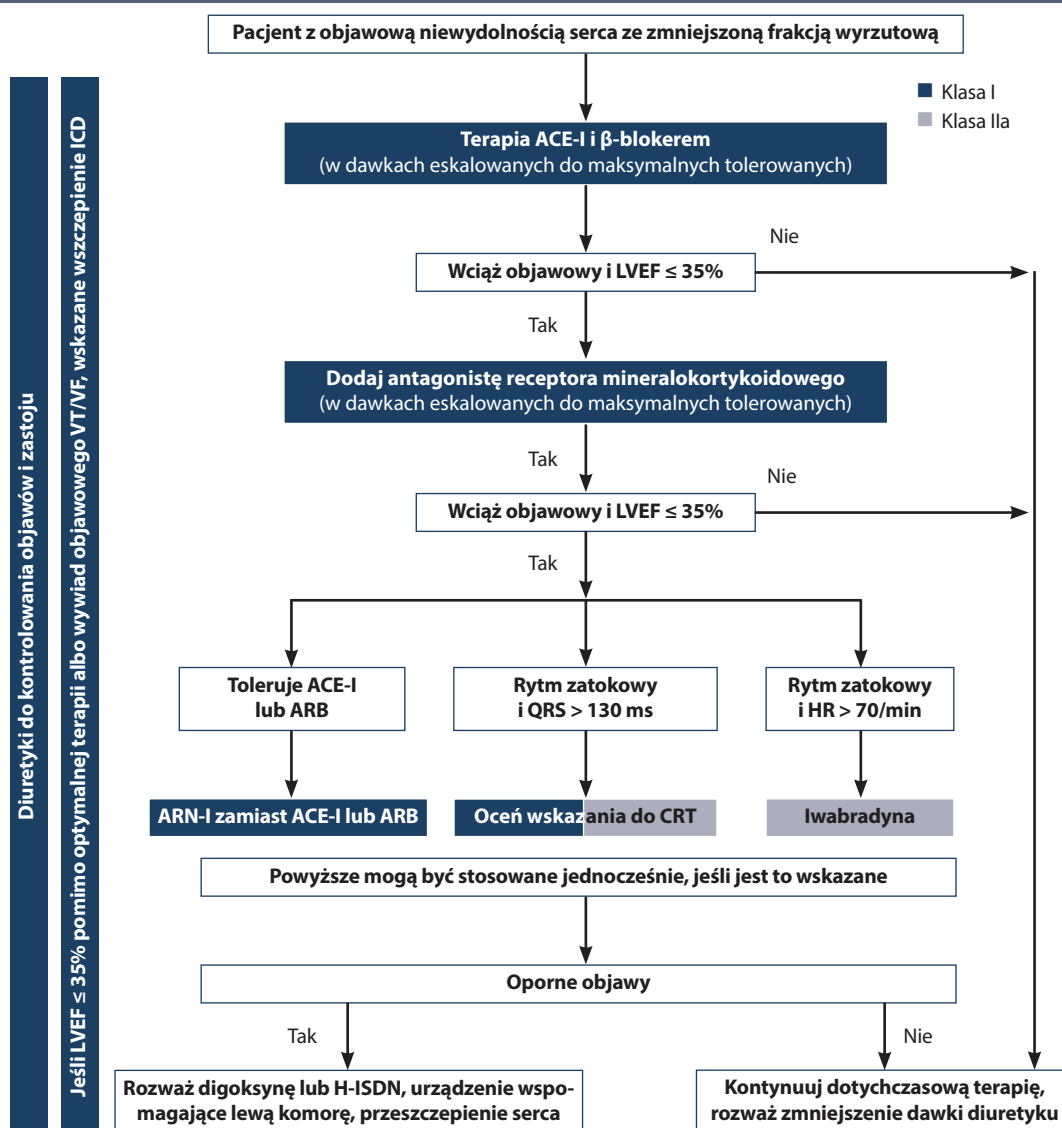 Pacjent z objawową niewydolnością serca ze zmniejszoną frakcją wyrzutową
Klasa I
Klasa IIa
Diuretyki do kontrolowania objawów i zastoju
Jeśli LVEF ≤ 35% pomimo optymalnej terapii albo wywiad objawowego VT/VF, wskazane wszczepienie ICD
Terapia ACE-I i β-blokerem
(w dawkach eskalowanych do maksymalnych tolerowanych)
Nie
Wciąż objawowy i LVEF ≤ 35%
Tak
Dodaj antagonistę receptora mineralokortykoidowego
(w dawkach eskalowanych do maksymalnych tolerowanych)
Tak
Nie
Wciąż objawowy i LVEF ≤ 35%
Tak
Toleruje ACE-I
lub ARB
Rytm zatokowy
i QRS > 130 ms
Rytm zatokowy
i HR > 70/min
ARN-I zamiast ACE-I lub ARB
Oceń wskazania do CRT
Iwabradyna
Powyższe mogą być stosowane jednocześnie, jeśli jest to wskazane
Oporne objawy
Tak
Nie
Rozważ digoksynę lub H-ISDN, urządzenie wspo-
magające lewą komorę, przeszczepienie serca
Kontynuuj dotychczasową terapię,
rozważ zmniejszenie dawki diuretyku